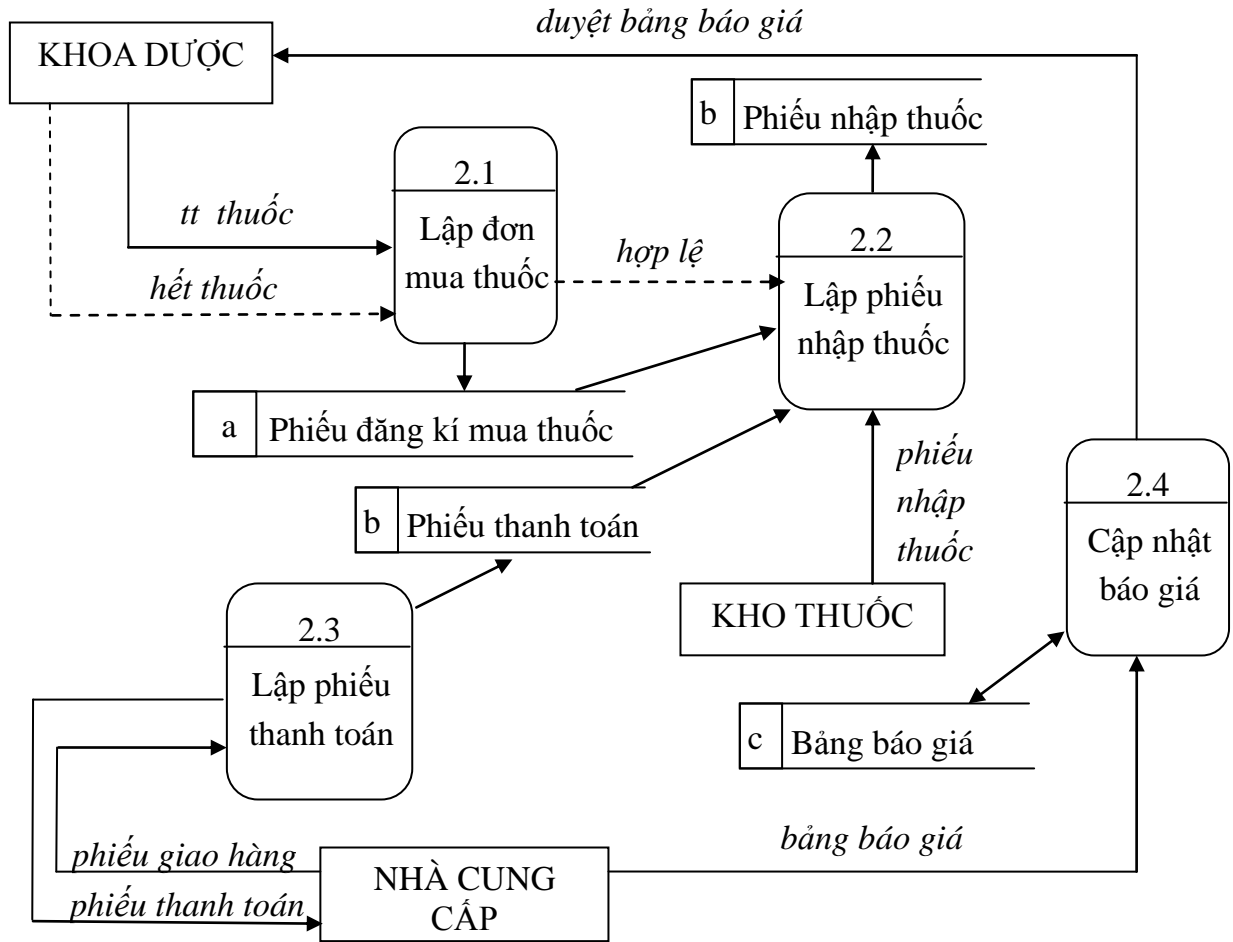 duyệt bảng báo giá
KHOA DƯỢC
b Phiếu nhập thuốc
2.1
Lập đơn
mua thuốc
tt thuốc
hết thuốc
hợp lệ
2.2
Lập phiếu
nhập thuốc
a Phiếu đăng kí mua thuốc
phiếu
nhập
thuốc
2.4
Cập nhật
báo giá
b Phiếu thanh toán
KHO THUỐC
2.3
Lập phiếu
thanh toán
c Bảng báo giá
bảng báo giá
phiếu giao hàng
phiếu thanh toán
NHÀ CUNG
CẤP